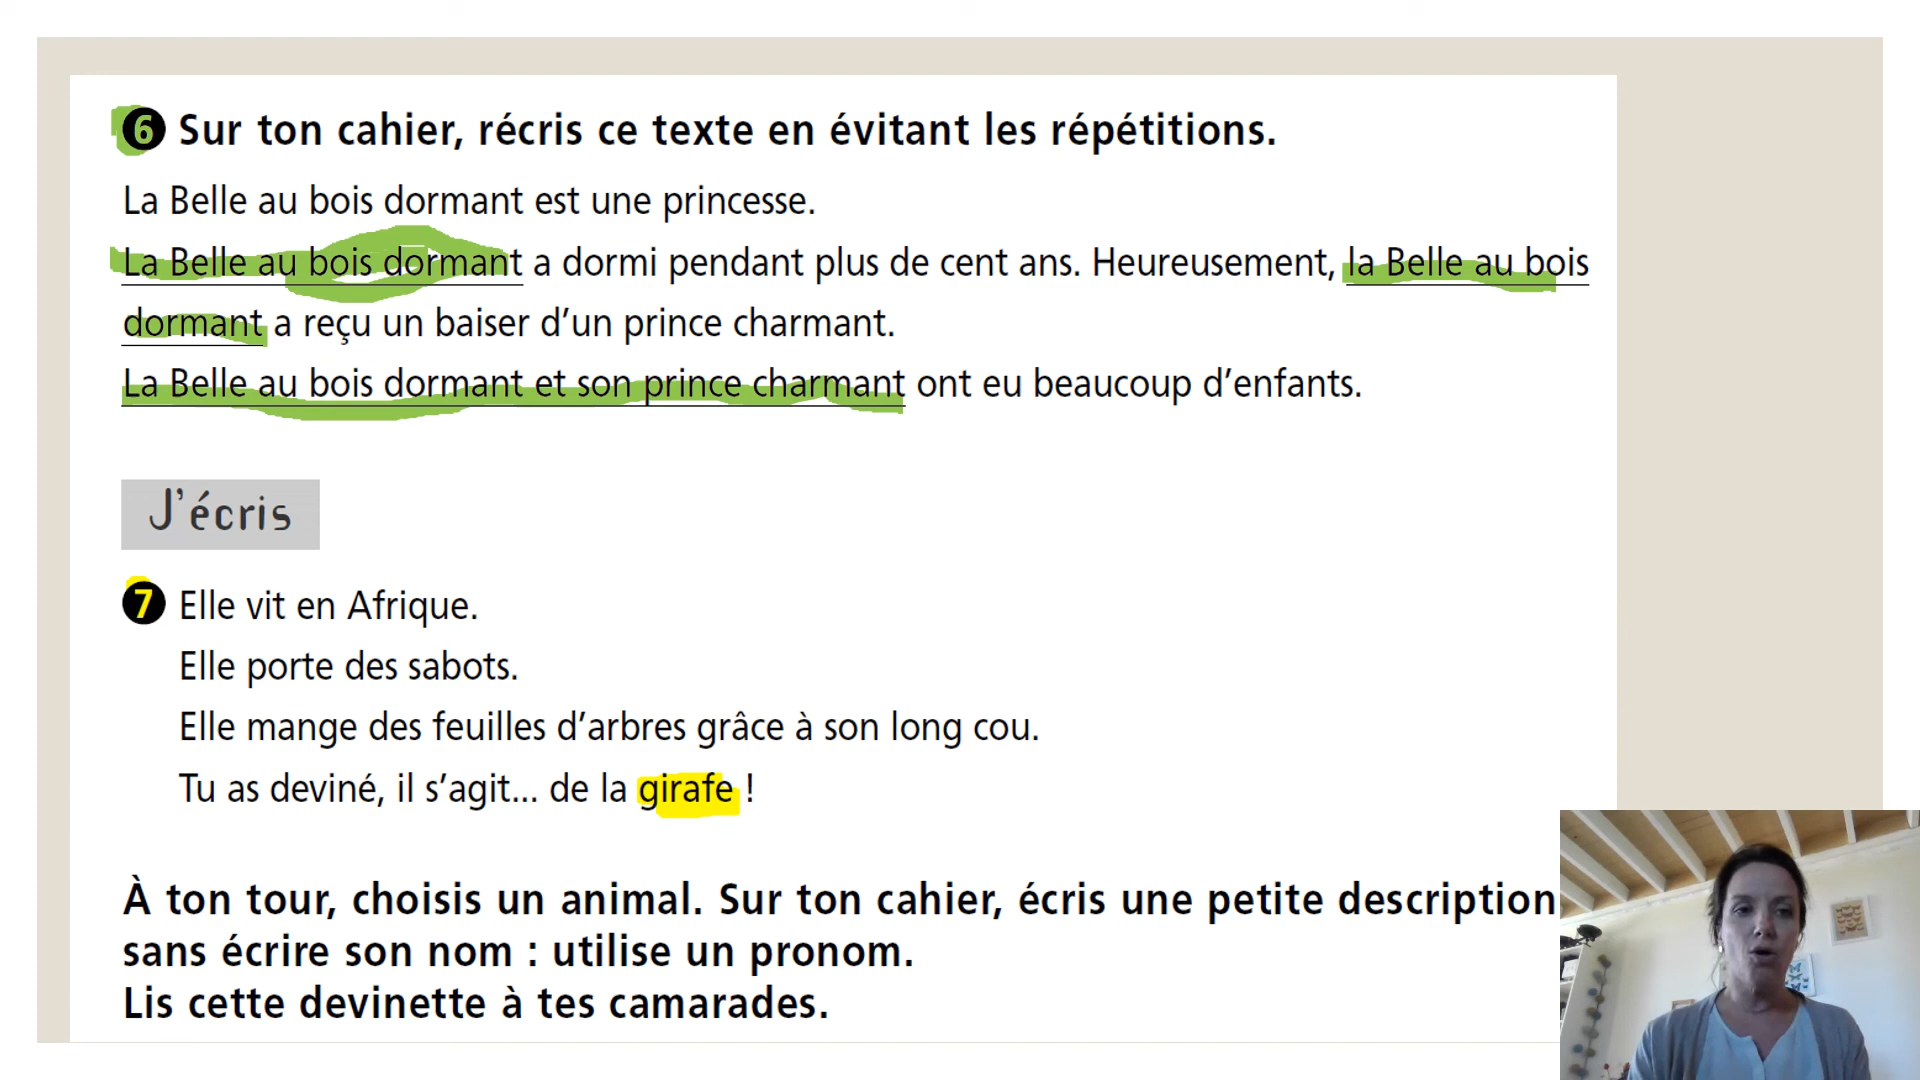 6 Sur ton cahier, récris ce texte en évitant les répétitions.
La Belle au bois dormant est une princesse.
La Belle au bois dormant a dormi pendant plus de cent ans. Heureusement, la Belle au bois
dormant a reçu un baiser d’un prince charmant.
La Belle au bois dormant et son prince charmant ont eu beaucoup d’enfants.
J’écris
7 Elle vit en Afrique.
Elle porte des sabots.
Elle mange des feuilles d’arbres grâce à son long cou.
Tu as deviné, il s’agit... de la girafe !
À ton tour, choisis un animal. Sur ton cahier, écris une petite description
sans écrire son nom : utilise un pronom.
Lis cette devinette à tes camarades.